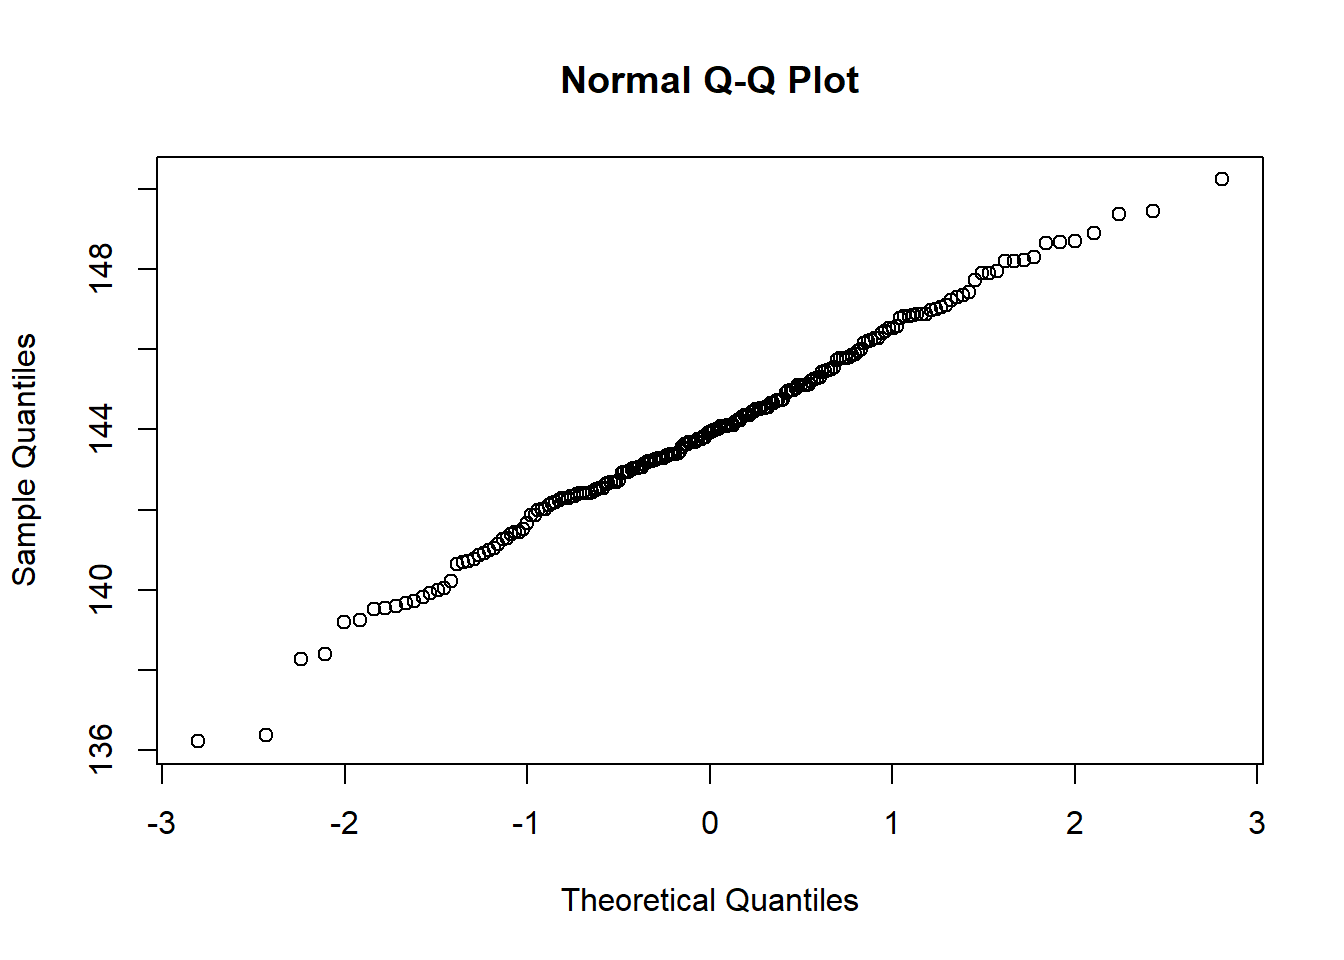 Normal Q-Q Plot
Sample Quantiles
148
144
140
136
-3 -2 -1 0 1 2 3
Theoretical Quantiles